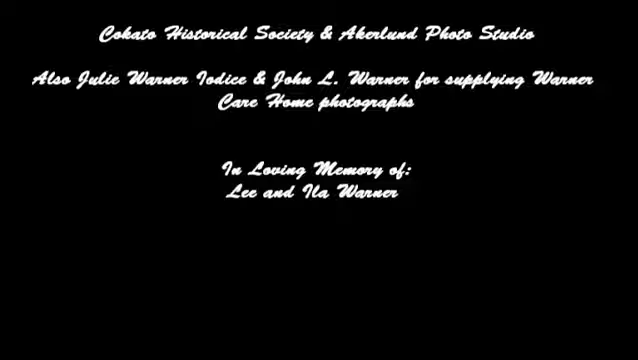 Cokato Historical Society & Akerlund Photo Studio
Also Julie Warner Iodice & John L. Warner for supplying Warner
Care Home photographs
In Loving Memory of:
Lee and Ila Warner